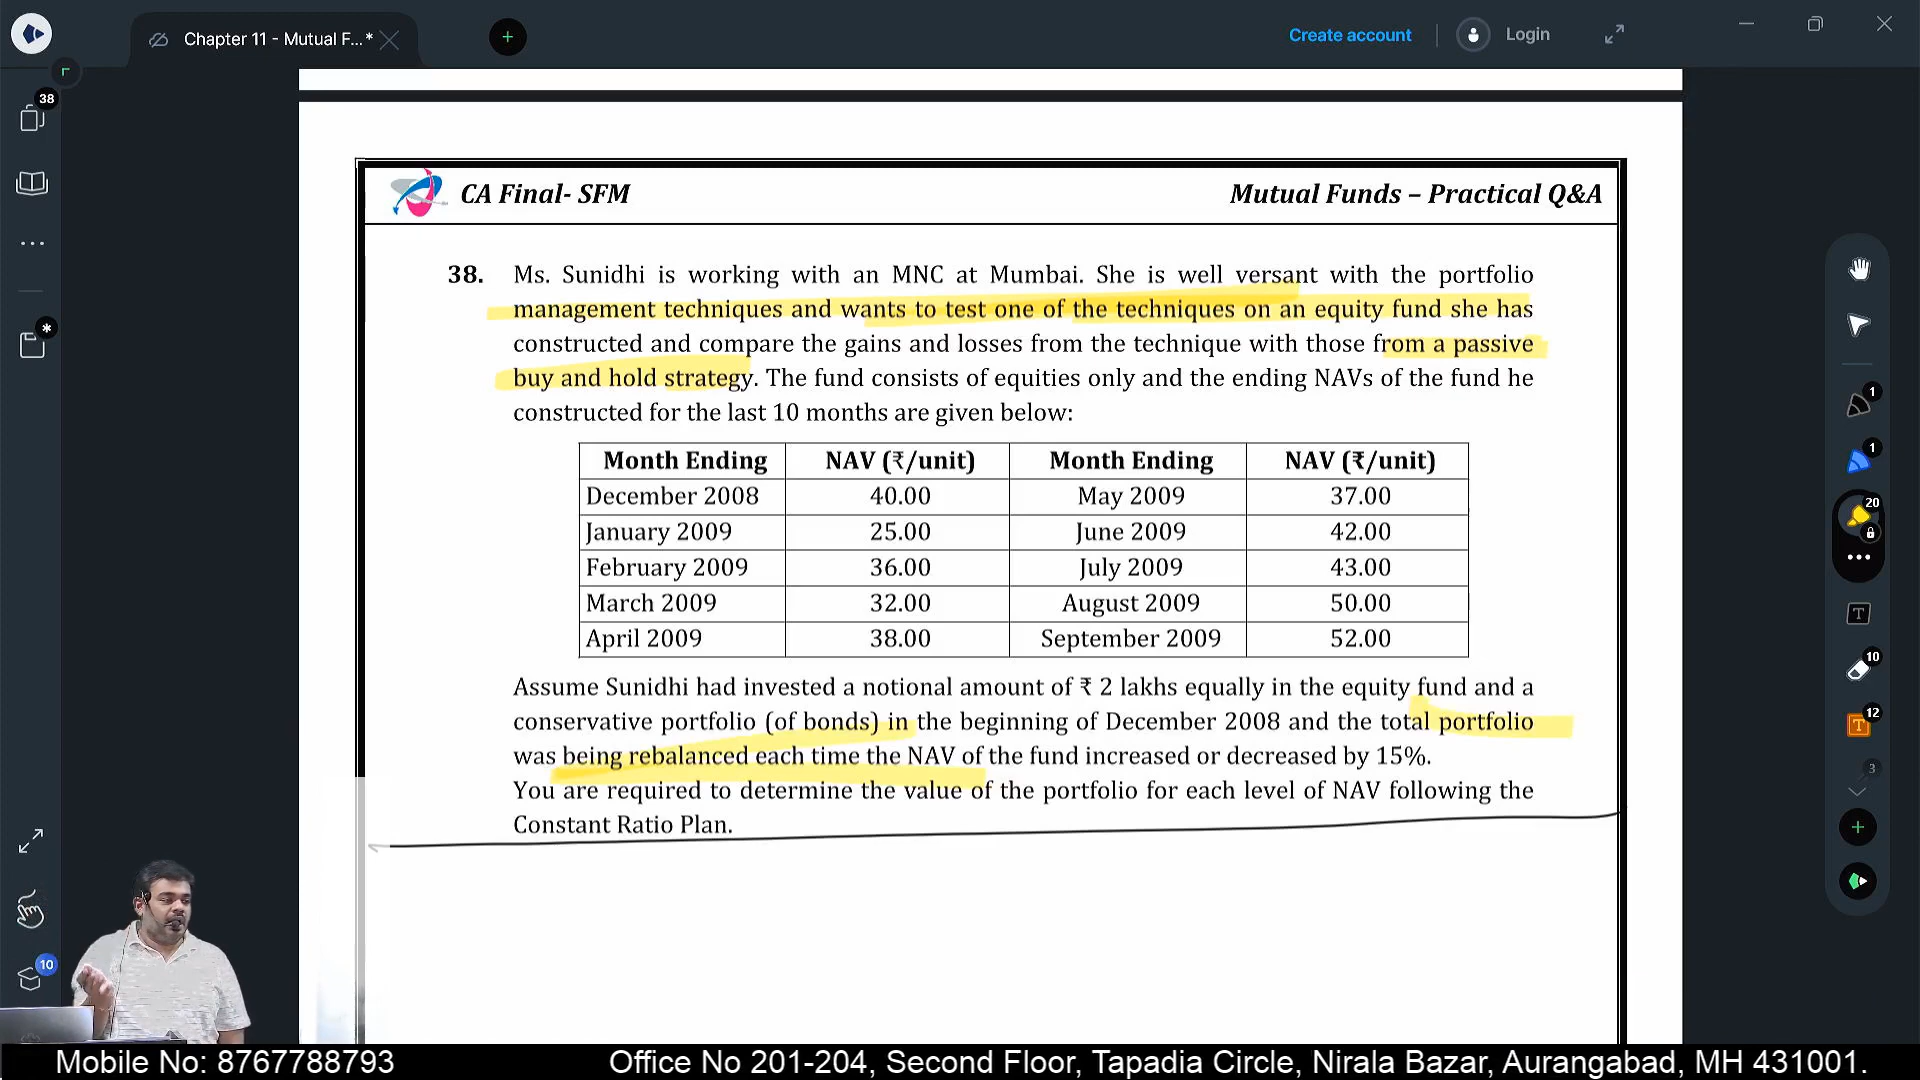 Chapter 11 - Mutual F...*
Create account
Login
38
CA Final- SFM
Mutual Funds – Practical Q&A
38. Ms. Sunidhi is working with an MNC at Mumbai. She is well versant with the portfolio
management techniques and wants to test one of the techniques on an equity fund she has
constructed and compare the gains and losses from the technique with those from a passive
buy and hold strategy. The fund consists of equities only and the ending NAVs of the fund he
constructed for the last 10 months are given below:
Month Ending NAV (₹/unit) Month Ending NAV (₹/unit)
December 2008 40.00 May 2009 37.00
January 2009 25.00 June 2009 42.00
February 2009 36.00 July 2009 43.00
March 2009 32.00 August 2009 50.00
April 2009 38.00 September 2009 52.00
Assume Sunidhi had invested a notional amount of ₹ 2 lakhs equally in the equity fund and a
conservative portfolio (of bonds) in the beginning of December 2008 and the total portfolio
was being rebalanced each time the NAV of the fund increased or decreased by 15%.
You are required to determine the value of the portfolio for each level of NAV following the
Constant Ratio Plan.
1
1
20
T
10
T 12
3
10
Mobile No: 8767788793
Office No 201-204, Second Floor, Tapadia Circle, Nirala Bazar, Aurangabad, MH 431001.